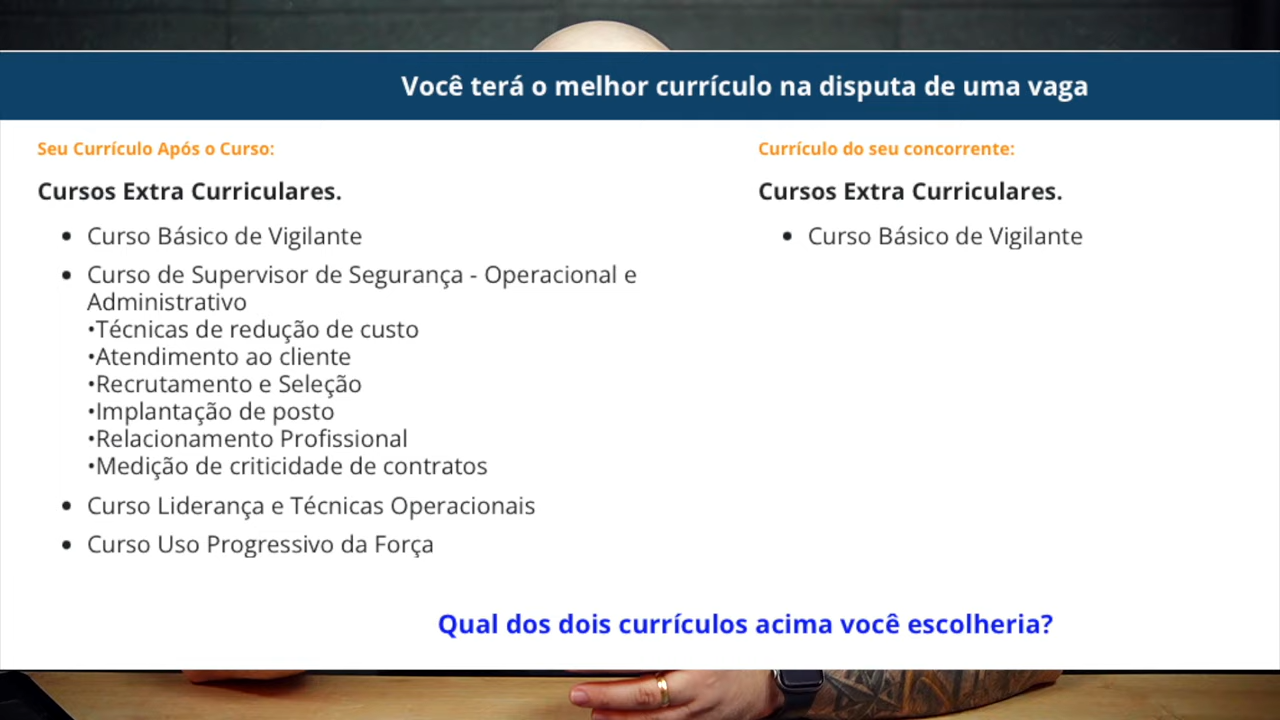 Você terá o melhor currículo na disputa de uma vaga
Seu Currículo Após o Curso:
Cursos Extra Curriculares.
• Curso Básico de Vigilante
• Curso de Supervisor de Segurança - Operacional e
Administrativo
•Técnicas de redução de custo
•Atendimento ao cliente
•Recrutamento e Seleção
•Implantação de posto
•Relacionamento Profissional
•Medição de criticidade de contratos
• Curso Liderança e Técnicas Operacionais
• Curso Uso Progressivo da Força
Currículo do seu concorrente:
Cursos Extra Curriculares.
• Curso Básico de Vigilante
Qual dos dois currículos acima você escolheria?